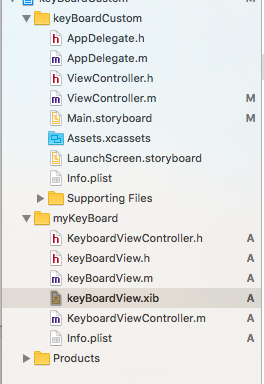 keyBoardCustom
keyBoardCustom
h AppDelegate.h
m AppDelegate.m
h ViewController.h
m ViewController.m M
Main.storyboard M
Assets.xcassets
LaunchScreen.storyboard
Info.plist
Supporting Files
myKeyBoard
h KeyboardViewController.h A
h keyBoardView.h A
m keyBoardView.m A
keyBoardView.xib A
m KeyboardViewController.m A
Info.plist A
Products